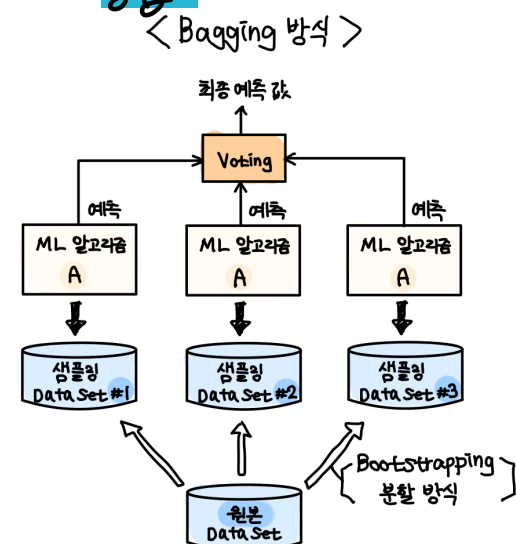 < Bagging 방식 >
최종 예측 값
Voting
예측
예측
예측
ML 알고리즘
A
ML 알고리즘
A
ML 알고리즘
A
샘플링
Data Set #1
샘플링
Data Set #2
샘플링
Data Set #3
[Bootstrapping
분할 방식]
원본
Data Set